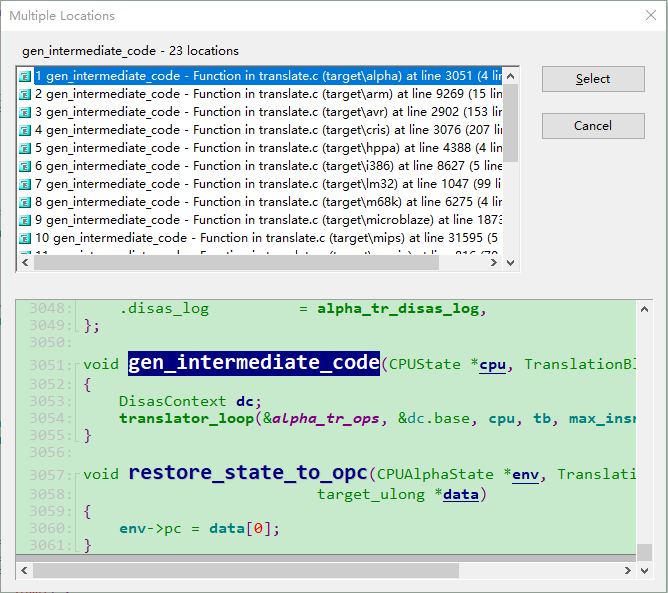 Multiple Locations
gen_intermediate_code - 23 locations
1 gen_intermediate_code - Function in translate.c (target\alpha) at line 3051 (4 lin
2 gen_intermediate_code - Function in translate.c (target\arm) at line 9269 (15 lin
3 gen_intermediate_code - Function in translate.c (target\avr) at line 2902 (153 lin
4 gen_intermediate_code - Function in translate.c (target\cris) at line 3076 (207 lin
5 gen_intermediate_code - Function in translate.c (target\hppa) at line 4388 (4 lin
6 gen_intermediate_code - Function in translate.c (target\i386) at line 8627 (5 line
7 gen_intermediate_code - Function in translate.c (target\lm32) at line 1047 (99 li
8 gen_intermediate_code - Function in translate.c (target\m68k) at line 6275 (4 lin
9 gen_intermediate_code - Function in translate.c (target\microblaze) at line 1873
10 gen_intermediate_code - Function in translate.c (target\mips) at line 31595 (5
Select
Cancel
3048: .disas_log = alpha_tr_disas_log,
3049: };
3050:
3051: void gen_intermediate_code(CPUState *cpu, TranslationBl
3052: {
3053: DisasContext dc;
3054: translator_loop(&alpha_tr_ops, &dc.base, cpu, tb, max_insn
3055: }
3056:
3057: void restore_state_to_opc(CPUAlphaState *env, Translati
3058: target_ulong *data)
3059: {
3060: env->pc = data[0];
3061: }